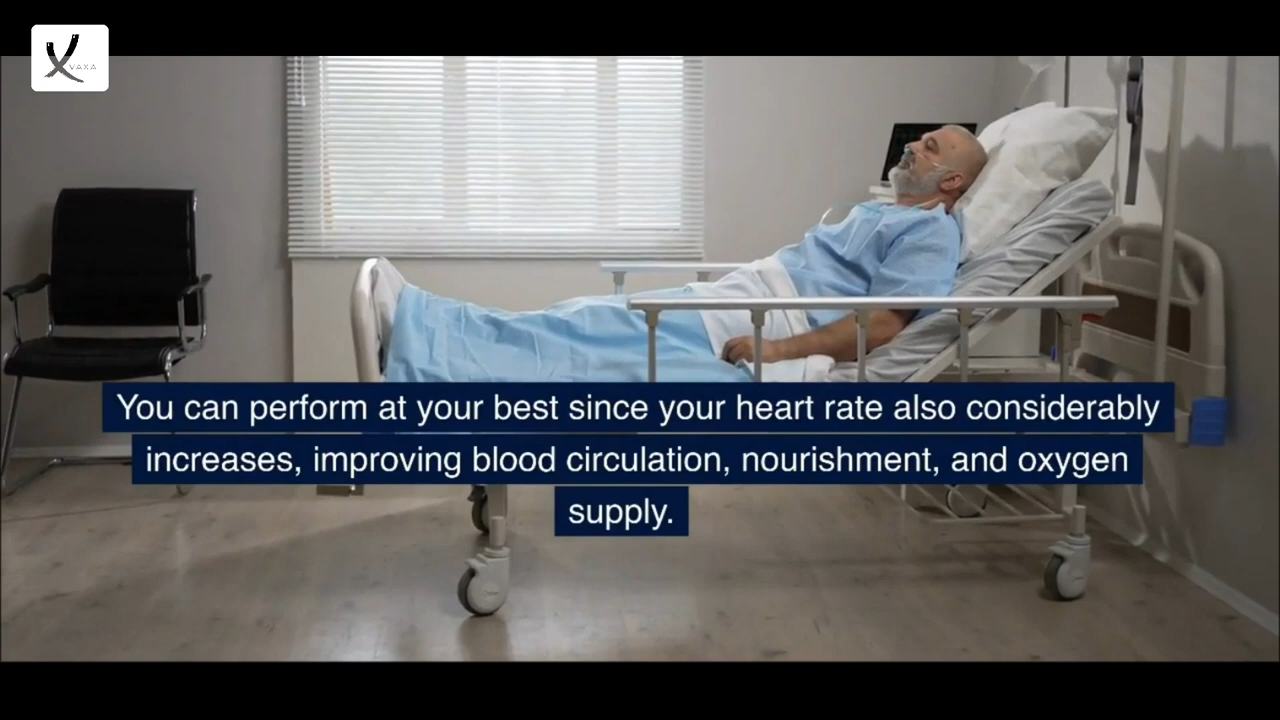 VAXA
You can perform at your best since your heart rate also considerably
increases, improving blood circulation, nourishment, and oxygen
supply.